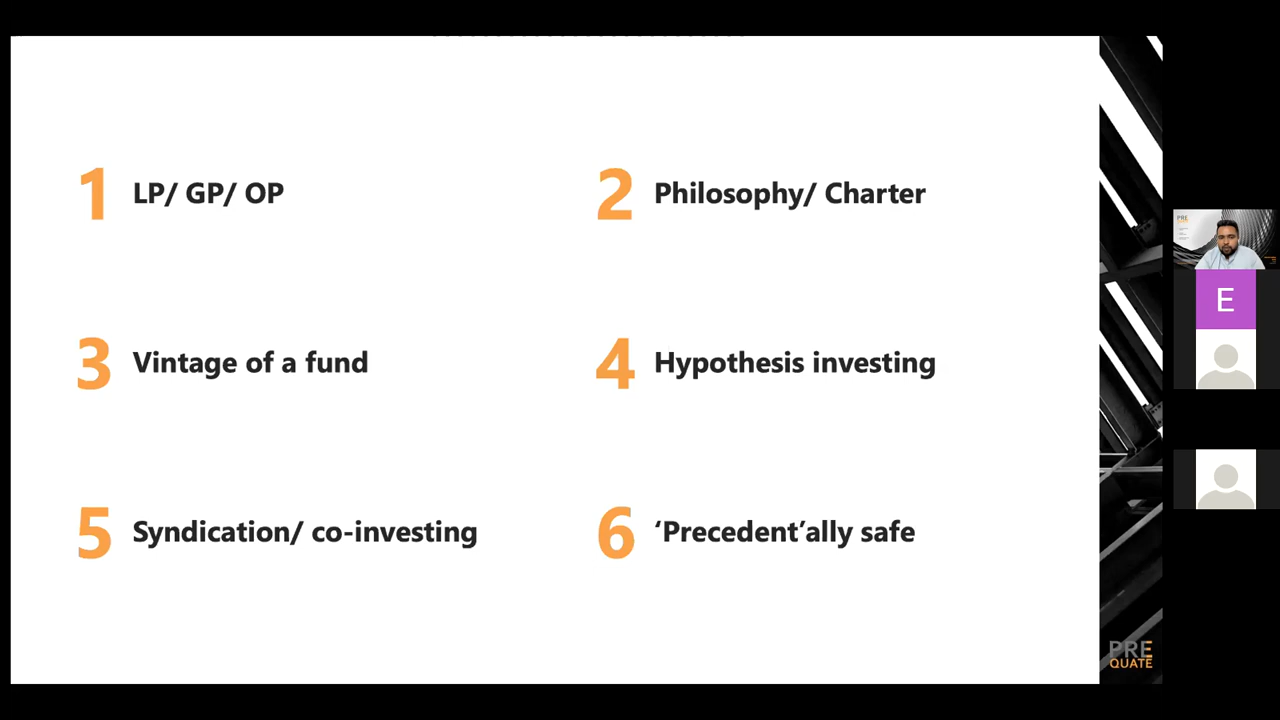 1 LP/ GP/ OP
2 Philosophy/ Charter
3 Vintage of a fund
4 Hypothesis investing
5 Syndication/ co-investing
6 ‘Precedent’ally safe
PRE
E
PRE
QUATE